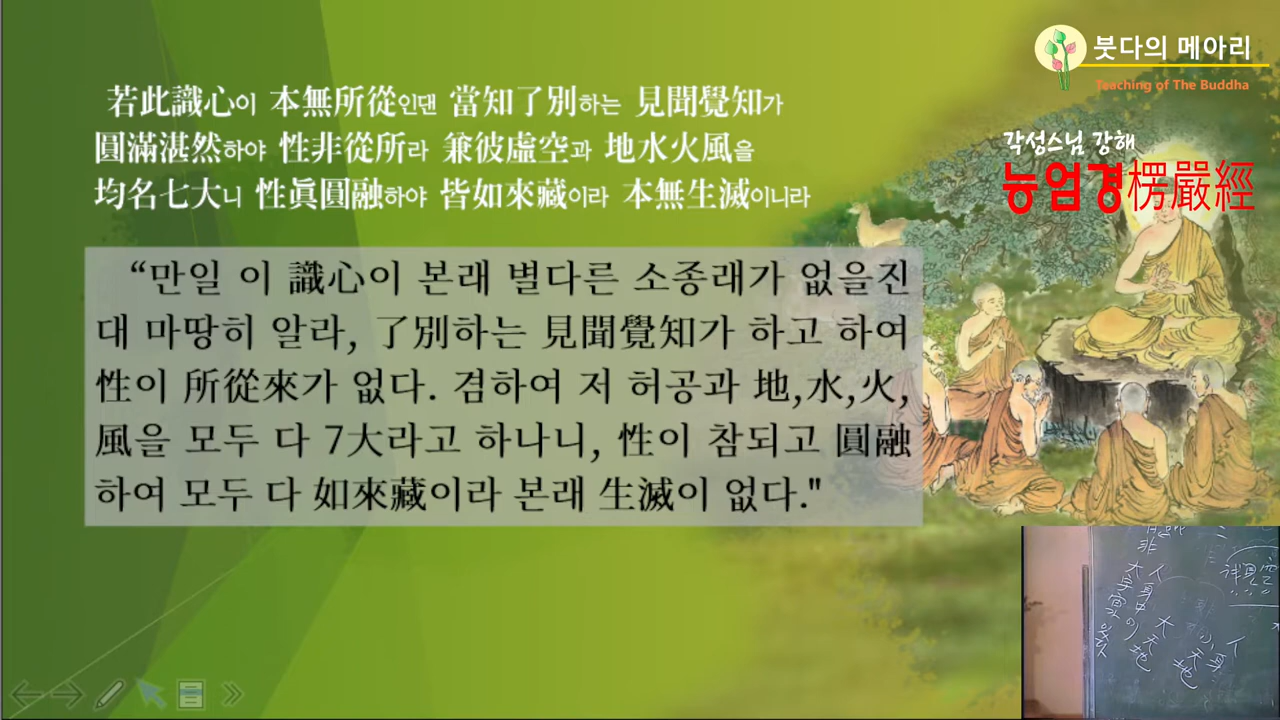 붓다의 메아리
Teaching of The Buddha
각성스님 강해
능엄경楞嚴經
若此識心이 本無所從인댄 當知了別하는 見聞覺知가
圓滿湛然하야 性非從所라 兼彼虛空과 地水火風을
均名七大니 性眞圓融하야 皆如來藏이라 本無生滅이니라
“만일 이 識心이 본래 별다른 소종래가 없을진
대 마땅히 알라, 了別하는 見聞覺知가 하고 하여
性이 所從來가 없다. 겸하여 저 허공과 地,水,火,
風을 모두 다 7大라고 하나니, 性이 참되고 圓融
하여 모두 다 如來藏이라 본래 生滅이 없다."